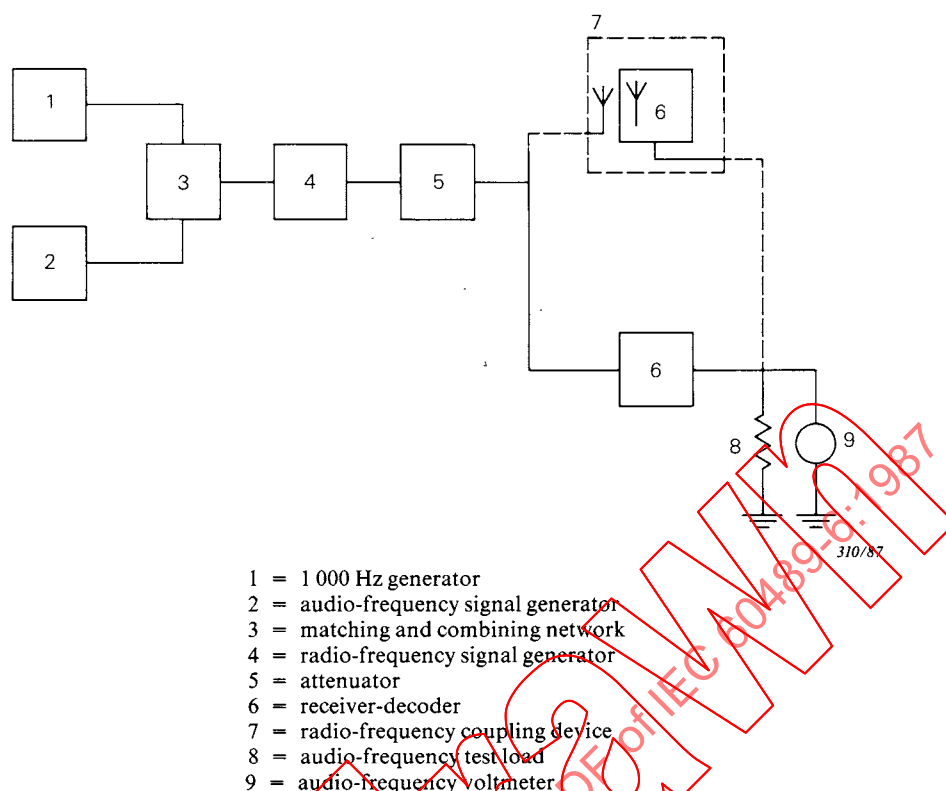 7
1
6
3
4
5
2
6
8
9
310/87
1 = 1 000 Hz generator
2 = audio-frequency signal generator
3 = matching and combining network
4 = radio-frequency signal generator
5 = attenuator
6 = receiver-decoder
7 = radio-frequency coupling device
8 = audio-frequency test load
9 = audio-frequency voltmeter
of IEC 60489-6:1987